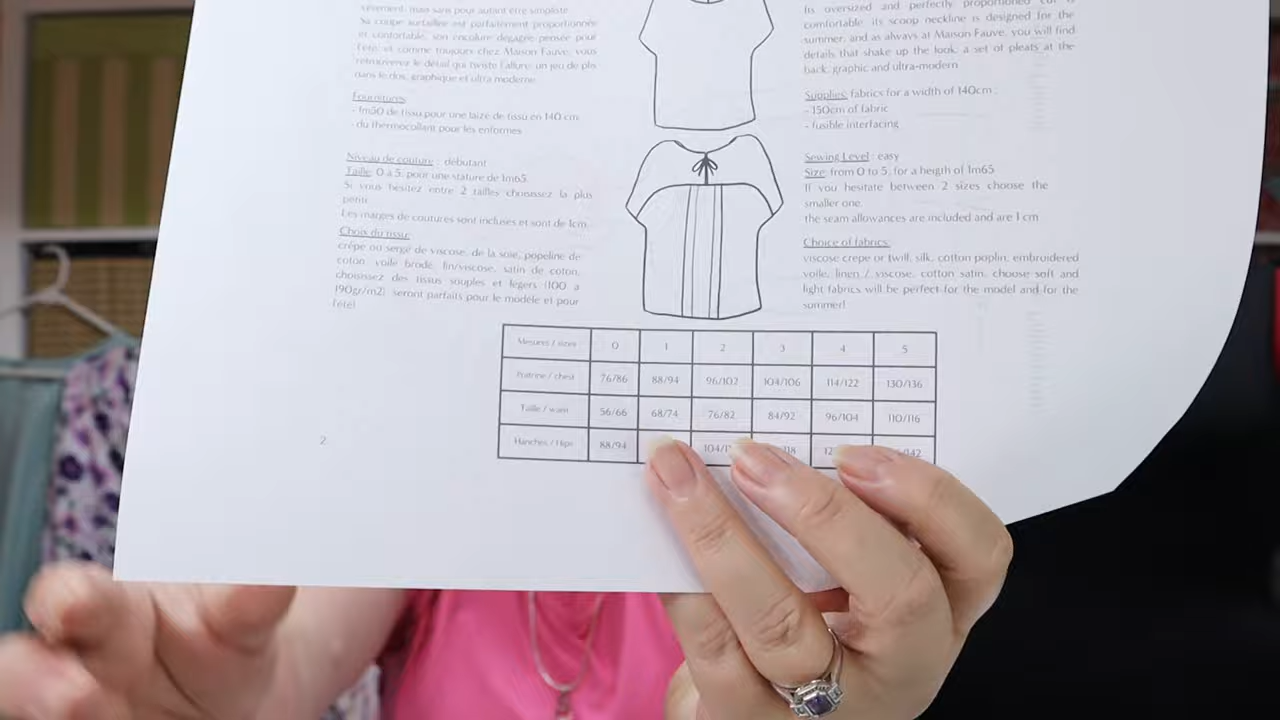 vêtement, mais sans pour autant être simpliste.
Sa coupe surtaillée est parfaitement proportionnée
et confortable, son encolure dégagée pensée pour
l'été, et comme toujours chez Maison Fauve, vous
retrouverez le détail qui twiste l'allure: un jeu de plis
dans le dos, graphique et ultra moderne.
Fournitures:
- 1m50 de tissu pour une laize de tissu en 140 cm
- du thermocollant pour les enformes
Niveau de couture : débutant
Taille: 0 à 5, pour une stature de 1m65.
Si vous hésitez entre 2 tailles choisissez la plus
petite.
Les marges de coutures sont incluses et sont de 1cm.
Choix du tissu:
crêpe ou sergé de viscose, de la soie, popeline de
coton, voile brodé, lin/viscose, satin de coton,
choisissez des tissus souples et légers (100 a
190gr/m2) seront parfaits pour le modèle et pour
l'été!
2
Its oversized and perfectly proportioned cut is
comfortable, its scoop neckline is designed for the
summer, and as always at Maison Fauve, you will find
details that shake up the look, a set of pleats at the
back, graphic and ultra-modern
Supplies: fabrics for a width of 140cm :
- 150cm of fabric
- fusible interfacing
Sewing Level : easy
Size: from 0 to 5, for a heigth of 1m65
If you hesitate between 2 sizes choose the
smaller one.
the seam allowances are included and are 1 cm
Choice of fabrics:
viscose crepe or twill, silk, cotton poplin, embroidered
voile, linen / viscose, cotton satin, choose soft and
light fabrics will be perfect for the model and for the
summer!
Mesures / sizes 0 1 2 3 4 5
Poitrine / chest 76/86 88/94 96/102 104/106 114/122 130/136
Taille / waist 56/66 68/74 76/82 84/92 96/104 110/116
Hanches / Hips 88/94 104/1